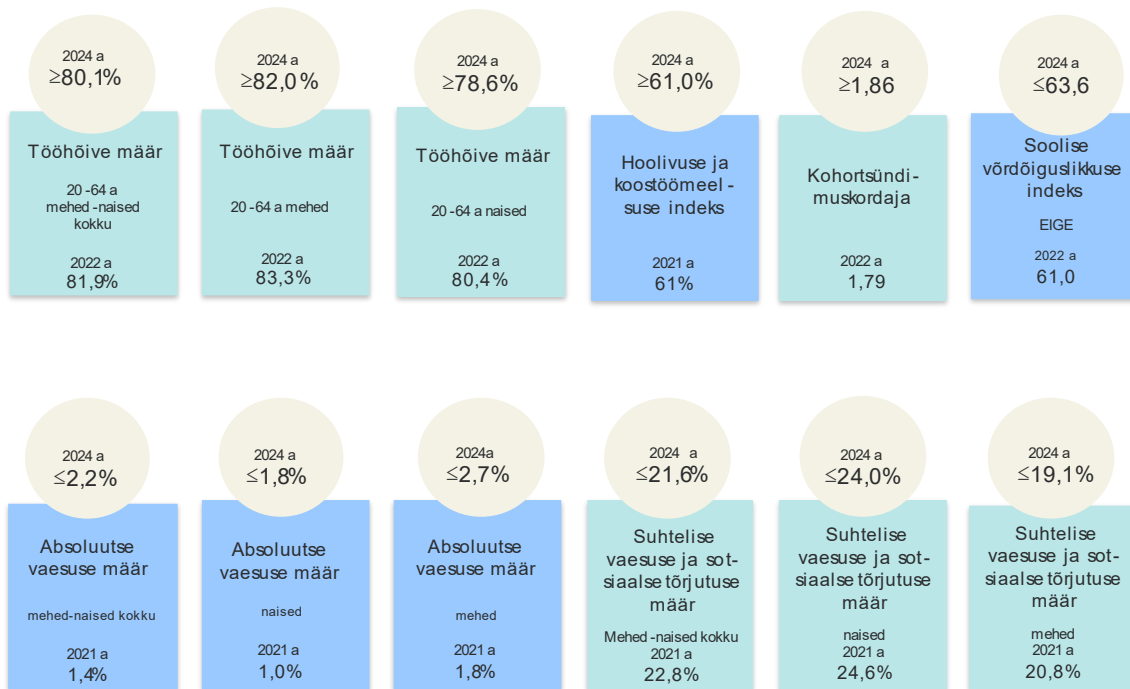 2024 a
≥80,1%
Tööhõive määr
20-64 a
mehed-naised
kokku
2022 a
81,9%
2024 a
≥82,0%
Tööhõive määr
20-64 a mehed
2022 a
83,3%
2024 a
≥78,6%
Tööhõive määr
20-64 a naised
2022 a
80,4%
2024 a
≥61,0%
Hoolivuse ja
koostöömeel-
suse indeks
2021 a
61%
2024 a
≥1,86
Kohortsündi-
muskordaja
2022 a
1,79
2024 a
≤63,6
Soolise
võrdõiguslikkuse
indeks
EIGE
2022 a
61,0
2024 a
≤2,2%
Absoluutse
vaesuse määr
mehed-naised kokku
2021 a
1,4%
2024 a
≤1,8%
Absoluutse
vaesuse määr
naised
2021 a
1,0%
2024a
≤2,7%
Absoluutse
vaesuse määr
mehed
2021 a
1,8%
2024 a
≤21,6%
Suhtelise
vaesuse ja sot-
siaalse tõrjutuse
määr
Mehed-naised kokku
2021 a
22,8%
2024 a
≤24,0%
Suhtelise
vaesuse ja sot-
siaalse tõrjutuse
määr
naised
2021 a
24,6%
2024 a
≤19,1%
Suhtelise
vaesuse ja sot-
siaalse tõrjutuse
määr
mehed
2021 a
20,8%